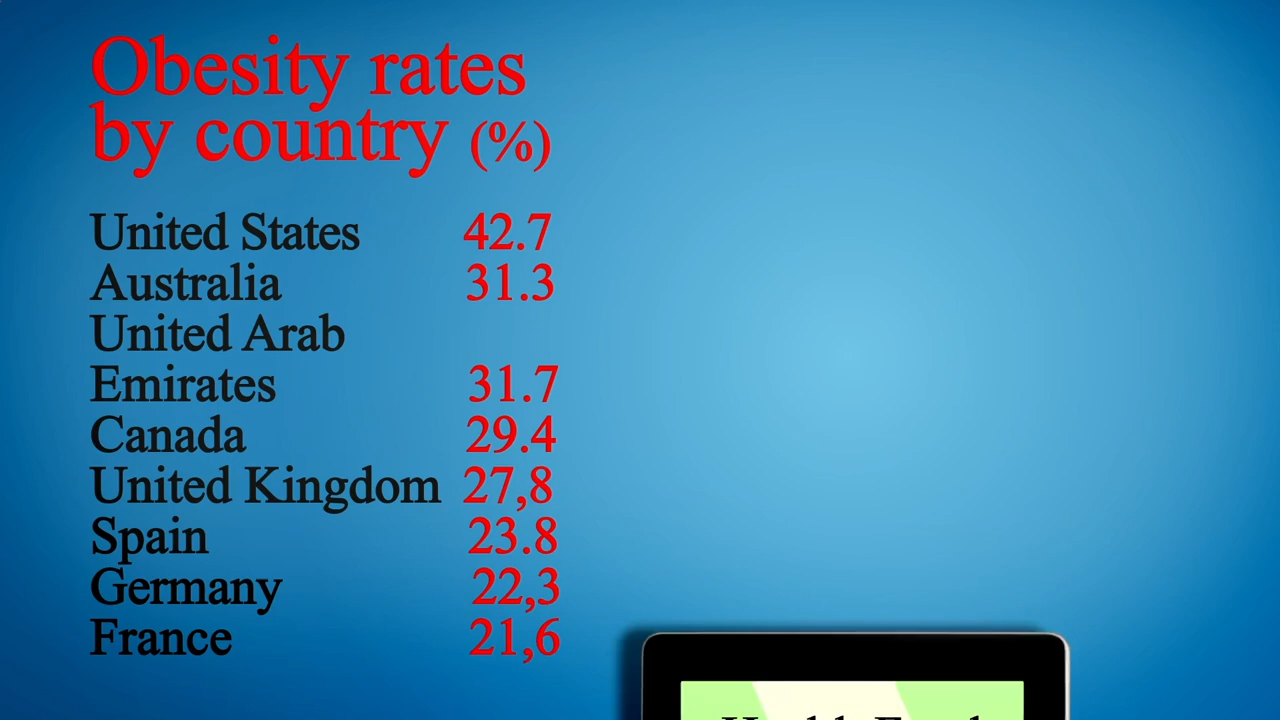 Obesity rates
by country (%)
United States 42.7
Australia 31.3
United Arab
Emirates 31.7
Canada 29.4
United Kingdom 27,8
Spain 23.8
Germany 22,3
France 21,6